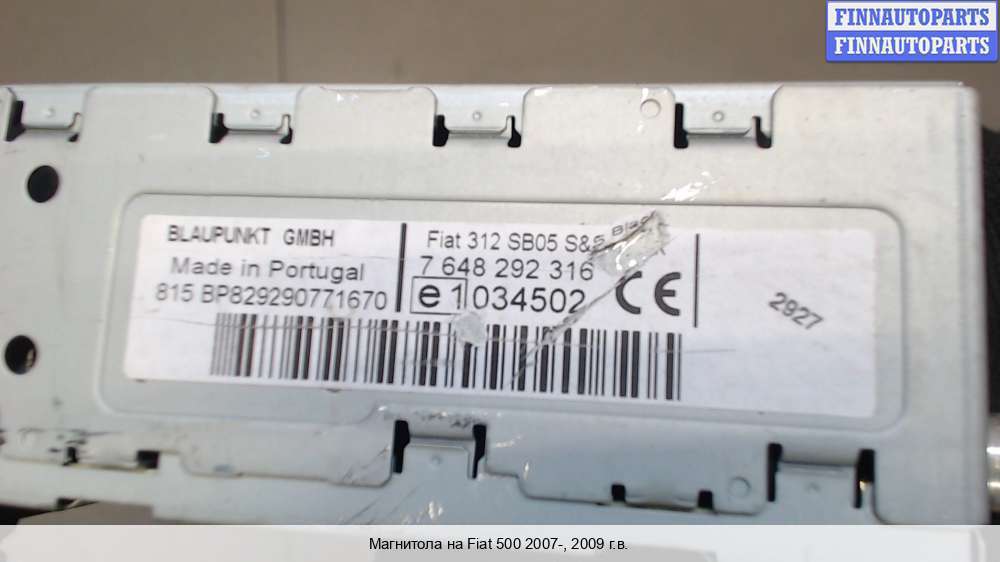 FINNAUTOPARTS
FINNAUTOPARTS
BLAUPUNKT GMBH
Made in Portugal
815 BP829290771670
Fiat 312 SB05 S&S
7 648 292 316
e1 034502 CE
2927
Магнитола на Fiat 500 2007-, 2009 г.в.